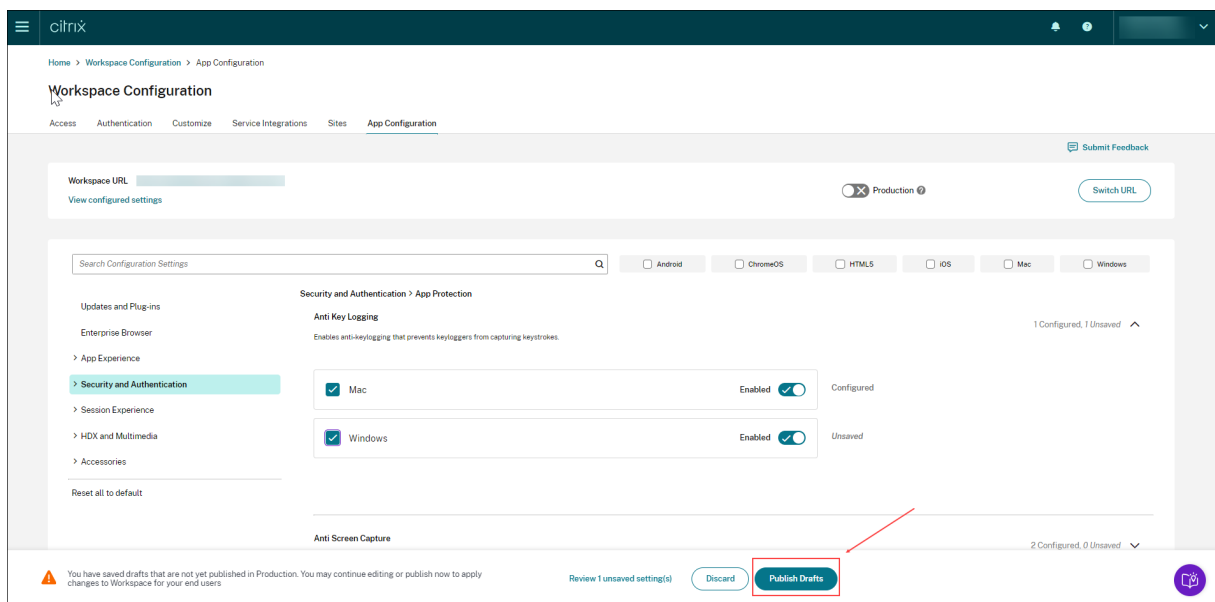 citrix
Home > Workspace Configuration > App Configuration
Workspace Configuration
Access Authentication Customize Service Integrations Sites App Configuration
Submit Feedback
Workspace URL
View configured settings
Production
Switch URL
Search Configuration Settings
Android ChromeOS HTML5 iOS Mac Windows
Updates and Plug-ins
Enterprise Browser
> App Experience
> Security and Authentication
> Session Experience
> HDX and Multimedia
> Accessories
Reset all to default
Security and Authentication > App Protection
Anti Key Logging
Enables anti-keylogging that prevents keyloggers from capturing keystrokes.
1 Configured, 1 Unsaved
Mac Enabled Configured
Windows Enabled Unsaved
Anti Screen Capture
2 Configured, 0 Unsaved
You have saved drafts that are not yet published in Production. You may continue editing or publish now to apply
changes to Workspace for your end users
Review 1 unsaved setting(s) Discard Publish Drafts